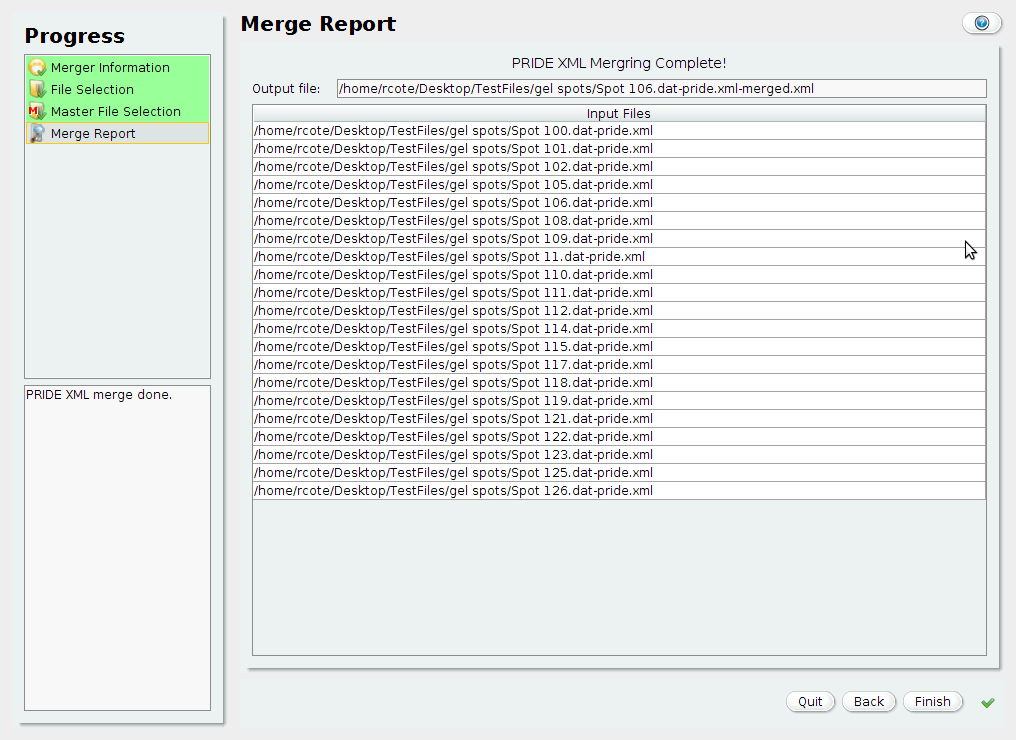 Progress
Merger Information
File Selection
Master File Selection
Merge Report
PRIDE XML merge done.
Merge Report
PRIDE XML Mergring Complete!
Output file: /home/rcote/Desktop/TestFiles/gel spots/Spot 106.dat-pride.xml-merged.xml
Input Files
/home/rcote/Desktop/TestFiles/gel spots/Spot 100.dat-pride.xml
/home/rcote/Desktop/TestFiles/gel spots/Spot 101.dat-pride.xml
/home/rcote/Desktop/TestFiles/gel spots/Spot 102.dat-pride.xml
/home/rcote/Desktop/TestFiles/gel spots/Spot 105.dat-pride.xml
/home/rcote/Desktop/TestFiles/gel spots/Spot 106.dat-pride.xml
/home/rcote/Desktop/TestFiles/gel spots/Spot 108.dat-pride.xml
/home/rcote/Desktop/TestFiles/gel spots/Spot 109.dat-pride.xml
/home/rcote/Desktop/TestFiles/gel spots/Spot 11.dat-pride.xml
/home/rcote/Desktop/TestFiles/gel spots/Spot 110.dat-pride.xml
/home/rcote/Desktop/TestFiles/gel spots/Spot 111.dat-pride.xml
/home/rcote/Desktop/TestFiles/gel spots/Spot 112.dat-pride.xml
/home/rcote/Desktop/TestFiles/gel spots/Spot 114.dat-pride.xml
/home/rcote/Desktop/TestFiles/gel spots/Spot 115.dat-pride.xml
/home/rcote/Desktop/TestFiles/gel spots/Spot 117.dat-pride.xml
/home/rcote/Desktop/TestFiles/gel spots/Spot 118.dat-pride.xml
/home/rcote/Desktop/TestFiles/gel spots/Spot 119.dat-pride.xml
/home/rcote/Desktop/TestFiles/gel spots/Spot 121.dat-pride.xml
/home/rcote/Desktop/TestFiles/gel spots/Spot 122.dat-pride.xml
/home/rcote/Desktop/TestFiles/gel spots/Spot 123.dat-pride.xml
/home/rcote/Desktop/TestFiles/gel spots/Spot 125.dat-pride.xml
/home/rcote/Desktop/TestFiles/gel spots/Spot 126.dat-pride.xml
Quit Back Finish